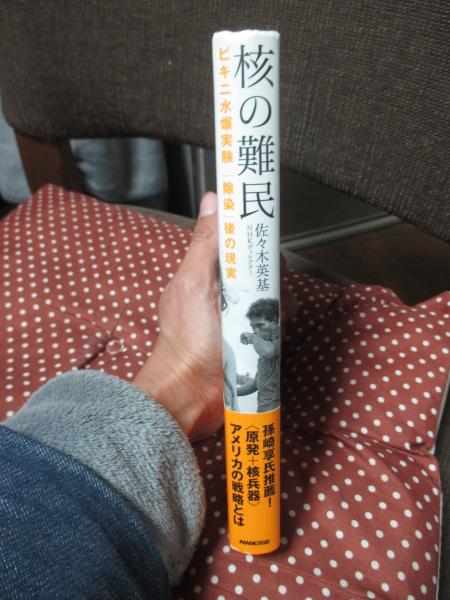 核の難民
ビキニ水爆実験「除染」後の現実
佐々木英基
NHKディレクター
孫崎享氏推薦！
〈原発＋核兵器〉
アメリカの戦略とは
NHK出版